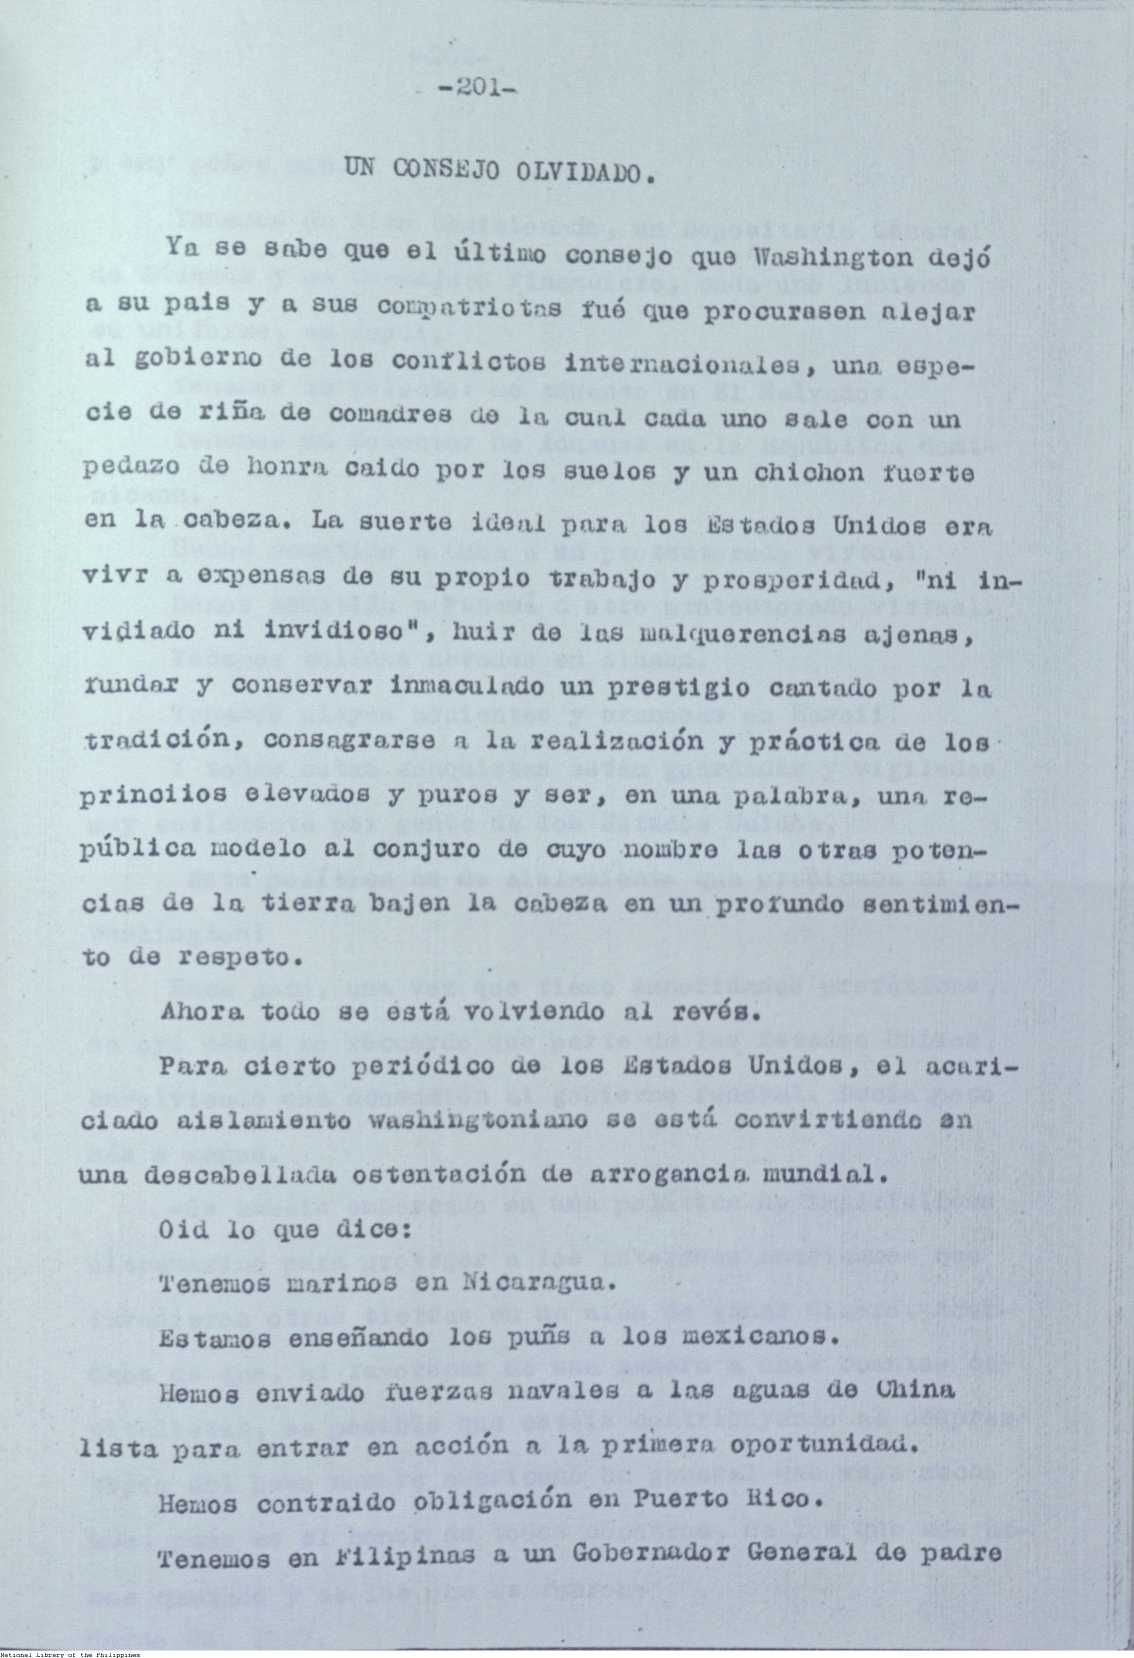 -201-
UN CONSEJO OLVIDADO.
Ya se sabe que el último consejo que Washington dejó
a su pais y a sus compatriotas fué que procurasen alejar
al gobierno de los conflictos internacionales, una espe-
cie de riña de comadres de la cual cada uno sale con un
pedazo de honra caido por los suelos y un chichon fuerte
en la cabeza. La suerte ideal para los Estados Unidos era
vivr a expensas de su propio trabajo y prosperidad, "ni in-
vidiado ni invidioso", huir de las malquerencias ajenas,
fundar y conservar inmaculado un prestigio cantado por la
tradición, consagrarse a la realización y práctica de los
princiios elevados y puros y ser, en una palabra, una re-
pública modelo al conjuro de cuyo nombre las otras poten-
cias de la tierra bajen la cabeza en un profundo sentimien-
to de respeto.
Ahora todo se está volviendo al revés.
Para cierto periódico de los Estados Unidos, el acari-
ciado aislamiento washingtoniano se está convirtiendo en
una descabellada ostentación de arrogancia mundial.
Oid lo que dice:
Tenemos marinos en Nicaragua.
Estamos enseñando los puñs a los mexicanos.
Hemos enviado fuerzas navales a las aguas de China
lista para entrar en acción a la primera oportunidad.
Hemos contraido obligación en Puerto Rico.
Tenemos en Filipinas a un Gobernador General de padre
National Library of the Philippines